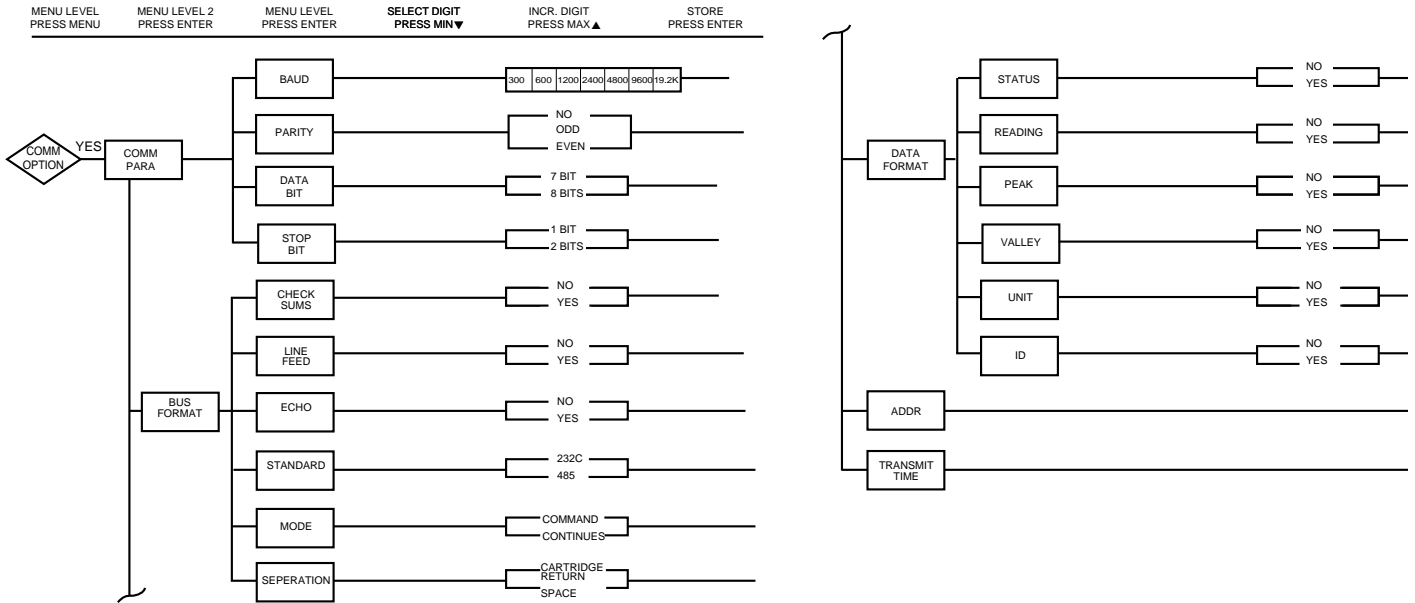 MENU LEVEL
PRESS MENU
MENU LEVEL 2
PRESS ENTER
MENU LEVEL
PRESS ENTER
SELECT DIGIT
PRESS MIN▼
INCR. DIGIT
PRESS MAX▲
STORE
PRESS ENTER
COMM
OPTION
YES
COMM
PARA
BAUD
300 600 1200 2400 4800 9600 19.2K
PARITY
NO
ODD
EVEN
DATA
BIT
7 BIT
8 BITS
STOP
BIT
1 BIT
2 BITS
BUS
FORMAT
CHECK
SUMS
NO
YES
LINE
FEED
NO
YES
ECHO
NO
YES
STANDARD
232C
485
MODE
COMMAND
CONTINUES
SEPERATION
CARTRIDGE
RETURN
SPACE
DATA
FORMAT
STATUS
NO
YES
READING
NO
YES
PEAK
NO
YES
VALLEY
NO
YES
UNIT
NO
YES
ID
NO
YES
ADDR
TRANSMIT
TIME